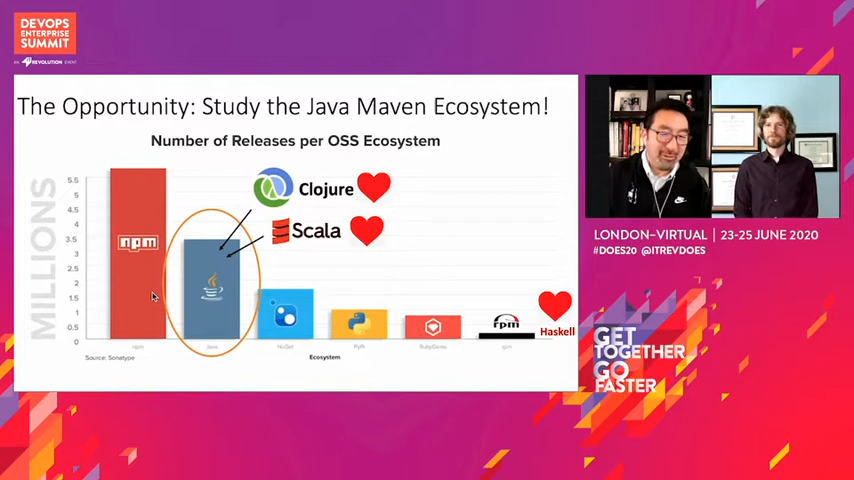 DEVOPS
ENTERPRISE
SUMMIT
AN IT REVOLUTION EVENT
The Opportunity: Study the Java Maven Ecosystem!
Number of Releases per OSS Ecosystem
MILLIONS
5.5
5
4.5
4
3.5
3
2.5
2
1.5
1
0.5
0
Clojure
Scala
npm
rpm
Haskell
npm
Java
NuGet
PyPI
RubyGems
rpm
Source: Sonatype
Ecosystem
LONDON–VIRTUAL | 23-25 JUNE 2020
#DOES20 @ITREVDOES
GET
TOGETHER
GO
FASTER